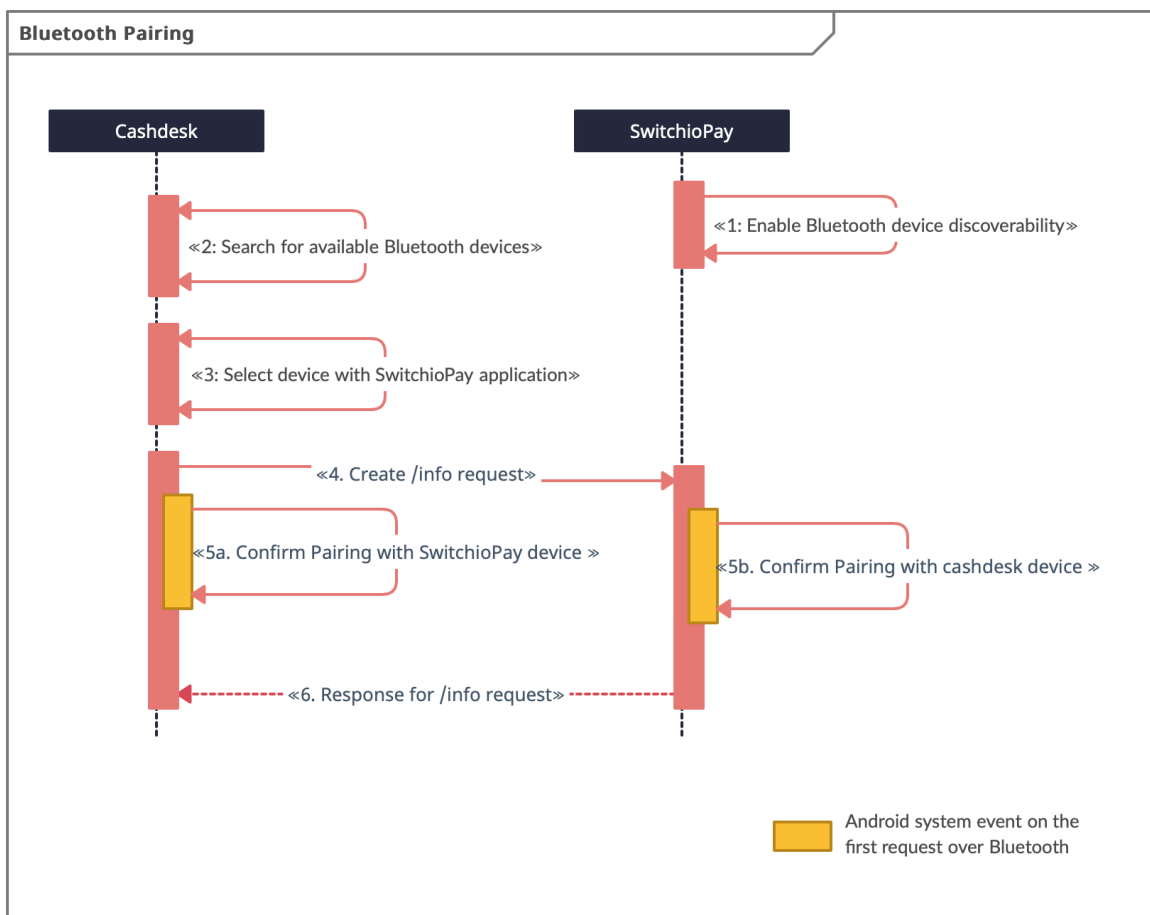 Bluetooth Pairing
Cashdesk
SwitchioPay
≪1: Enable Bluetooth device discoverability≫
≪2: Search for available Bluetooth devices≫
≪3: Select device with SwitchioPay application≫
≪4. Create /info request≫
≪5a. Confirm Pairing with SwitchioPay device ≫
≪5b. Confirm Pairing with cashdesk device ≫
≪6. Response for /info request≫
Android system event on the
first request over Bluetooth